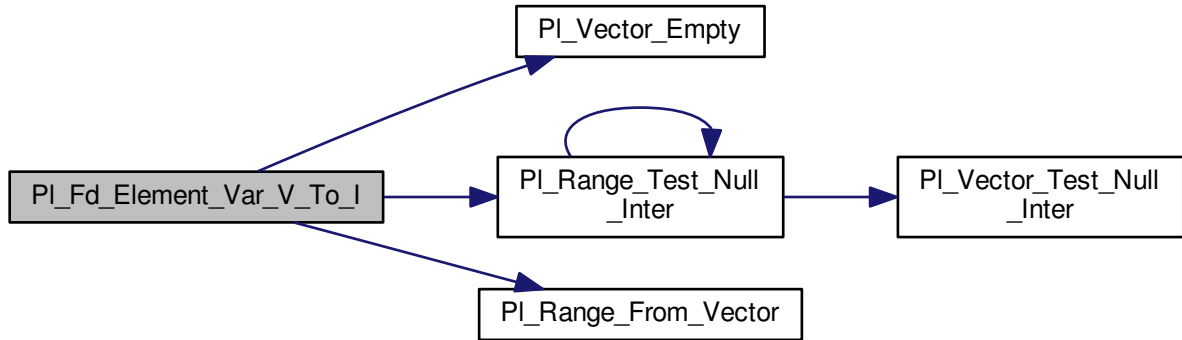 Pl_Vector_Empty
Pl_Fd_Element_Var_V_To_I
Pl_Range_Test_Null
_Inter
Pl_Vector_Test_Null
_Inter
Pl_Range_From_Vector